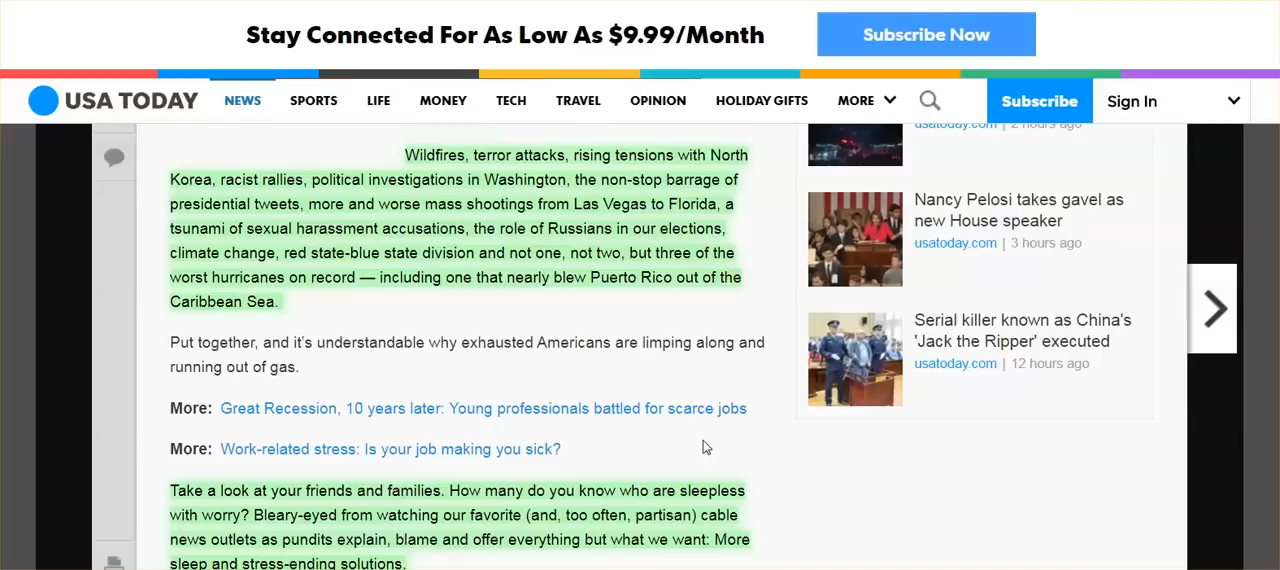 Stay Connected For As Low As $9.99/Month
Subscribe Now
USA TODAY
NEWS
SPORTS
LIFE
MONEY
TECH
TRAVEL
OPINION
HOLIDAY GIFTS
MORE
Subscribe
Sign In
Wildfires, terror attacks, rising tensions with North
Korea, racist rallies, political investigations in Washington, the non-stop barrage of
presidential tweets, more and worse mass shootings from Las Vegas to Florida, a
tsunami of sexual harassment accusations, the role of Russians in our elections,
climate change, red state-blue state division and not one, not two, but three of the
worst hurricanes on record — including one that nearly blew Puerto Rico out of the
Caribbean Sea.
Put together, and it's understandable why exhausted Americans are limping along and
running out of gas.
More: Great Recession, 10 years later: Young professionals battled for scarce jobs
More: Work-related stress: Is your job making you sick?
Take a look at your friends and families. How many do you know who are sleepless
with worry? Bleary-eyed from watching our favorite (and, too often, partisan) cable
news outlets as pundits explain, blame and offer everything but what we want: More
sleep and stress-ending solutions.
usatoday.com | 2 hours ago
Nancy Pelosi takes gavel as
new House speaker
usatoday.com | 3 hours ago
Serial killer known as China's
'Jack the Ripper' executed
usatoday.com | 12 hours ago